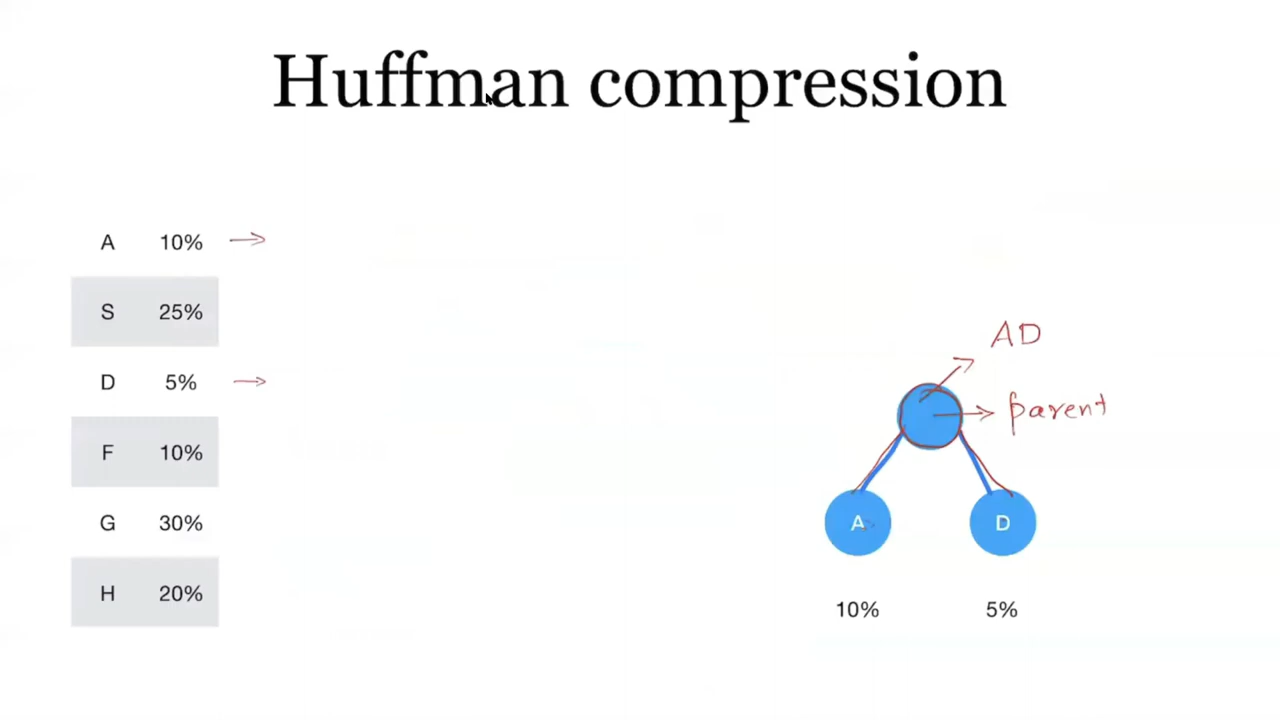 Huffman compression
A 10%
S 25%
D 5%
F 10%
G 30%
H 20%
AD
parent
A D
10% 5%